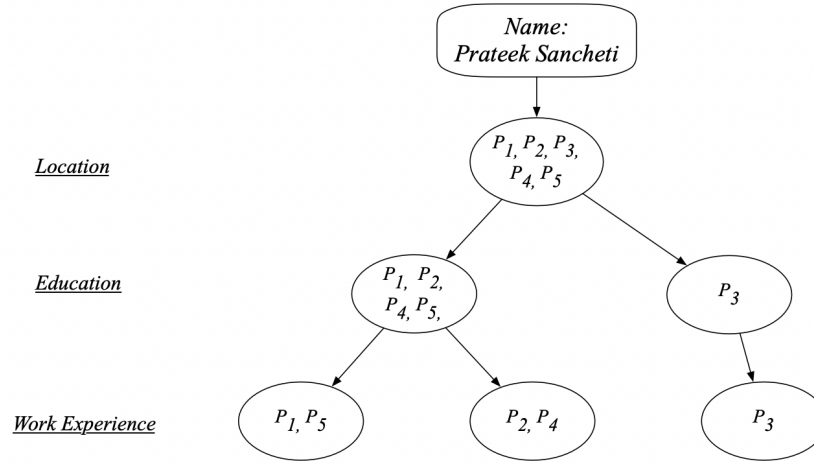 Name:
Prateek Sancheti
Location
P1, P2, P3,
P4, P5
Education
P1, P2,
P4, P5,
P3
Work Experience
P1, P5
P2, P4
P3